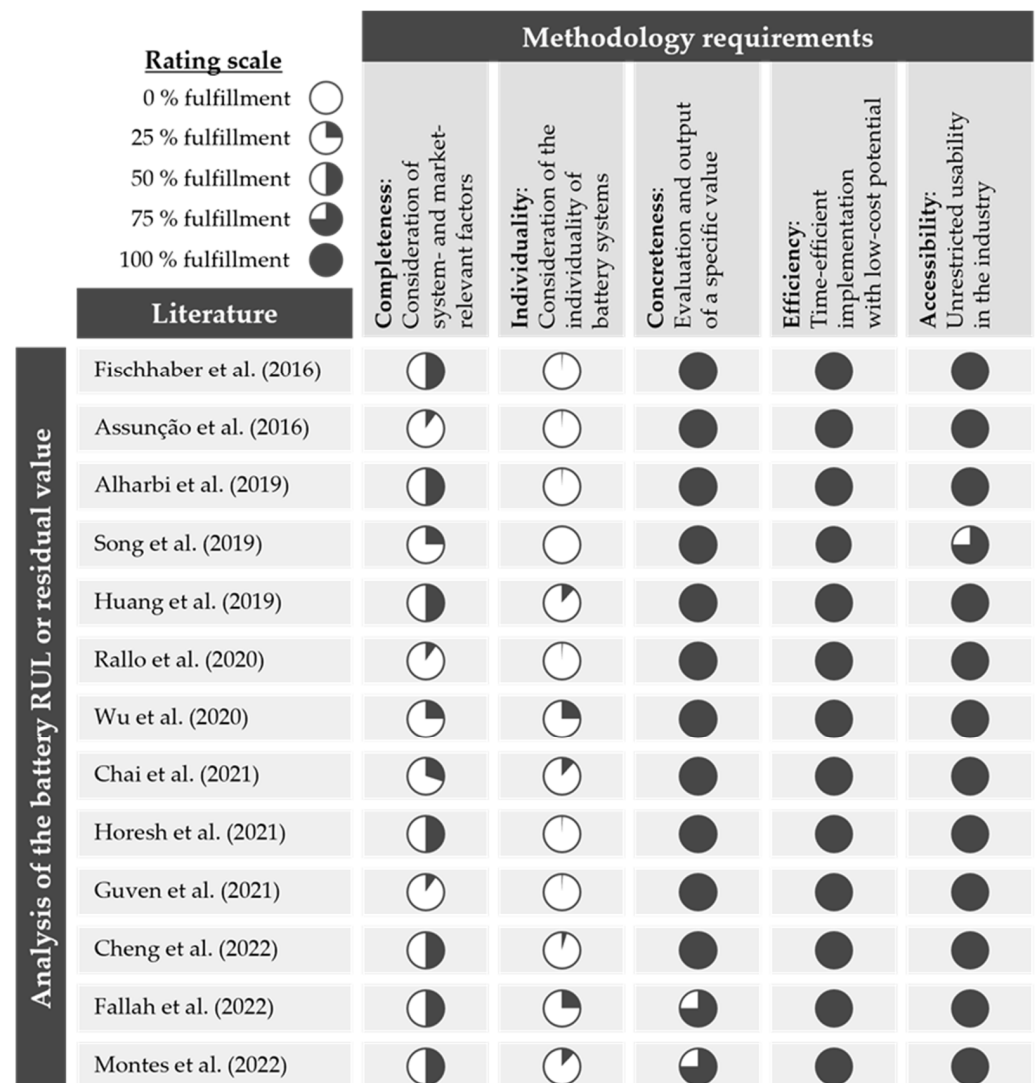 Methodology requirements
Rating scale
0 % fulfillment
25 % fulfillment
50 % fulfillment
75 % fulfillment
100 % fulfillment
Completeness:
Consideration of
system- and market-
relevant factors
Individuality:
Consideration of the
individuality of
battery systems
Concreteness:
Evaluation and output
of a specific value
Efficiency:
Time-efficient
implementation
with low-cost potential
Accessibility:
Unrestricted usability
in the industry
Literature
Analysis of the battery RUL or residual value
Fischhaber et al. (2016)
Assunção et al. (2016)
Alharbi et al. (2019)
Song et al. (2019)
Huang et al. (2019)
Rallo et al. (2020)
Wu et al. (2020)
Chai et al. (2021)
Horesh et al. (2021)
Guven et al. (2021)
Cheng et al. (2022)
Fallah et al. (2022)
Montes et al. (2022)